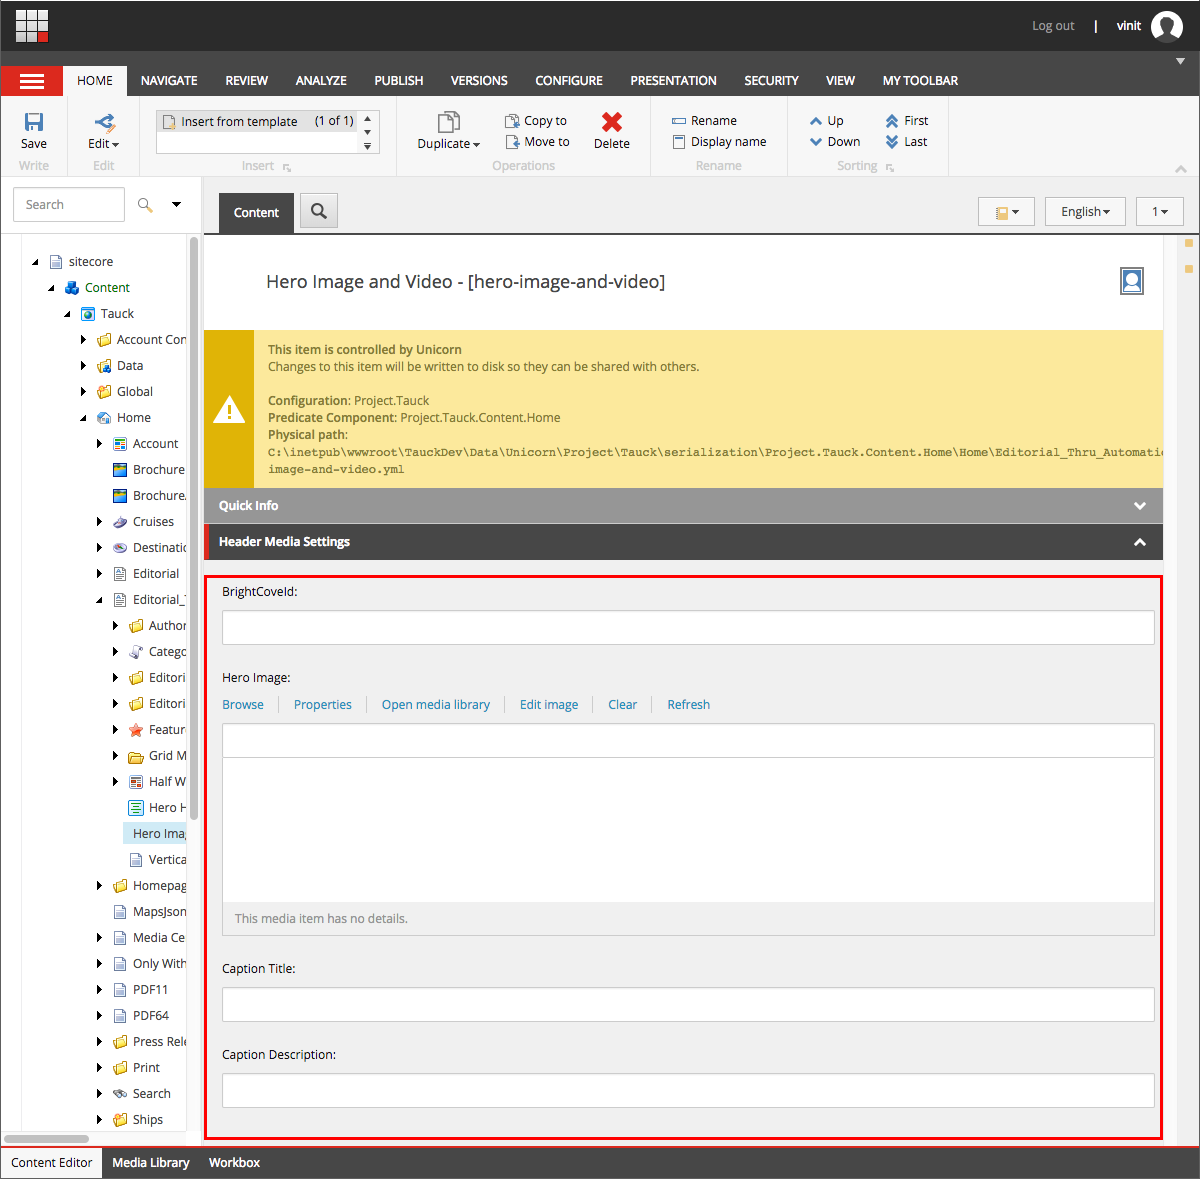 Log out | vinit
HOME NAVIGATE REVIEW ANALYZE PUBLISH VERSIONS CONFIGURE PRESENTATION SECURITY VIEW MY TOOLBAR
Save
Write
Edit
Edit
Insert from template (1 of 1)
Insert
Duplicate
Copy to
Move to
Delete
Operations
Rename
Display name
Rename
Up
Down
First
Last
Sorting
Search
Content
English
1
sitecore
Content
Tauck
Account Con
Data
Global
Home
Account
Brochure
Brochure
Cruises
Destinatio
Editorial
Editorial_
Author
Catego
Editori
Editori
Featur
Grid M
Half W
Hero H
Hero Ima
Vertica
Homepag
MapsJson
Media Ce
Only With
PDF11
PDF64
Press Rele
Print
Search
Ships
Hero Image and Video - [hero-image-and-video]
This item is controlled by Unicorn
Changes to this item will be written to disk so they can be shared with others.
Configuration: Project.Tauck
Predicate Component: Project.Tauck.Content.Home
Physical path:
C:\inetpub\wwwroot\TauckDev\Data\Unicorn\Project\Tauck\serialization\Project.Tauck.Content.Home\Home\Editorial_Thru_Automatic
image-and-video.yml
Quick Info
Header Media Settings
BrightCoveId:
Hero Image:
Browse Properties Open media library Edit image Clear Refresh
This media item has no details.
Caption Title:
Caption Description:
Content Editor Media Library Workbox